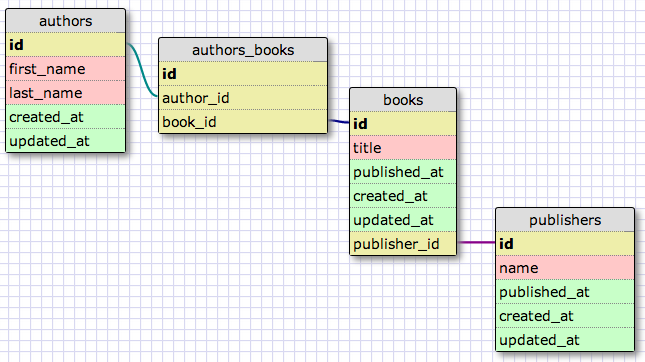 authors
id
first_name
last_name
created_at
updated_at
authors_books
id
author_id
book_id
books
id
title
published_at
created_at
updated_at
publisher_id
publishers
id
name
published_at
created_at
updated_at